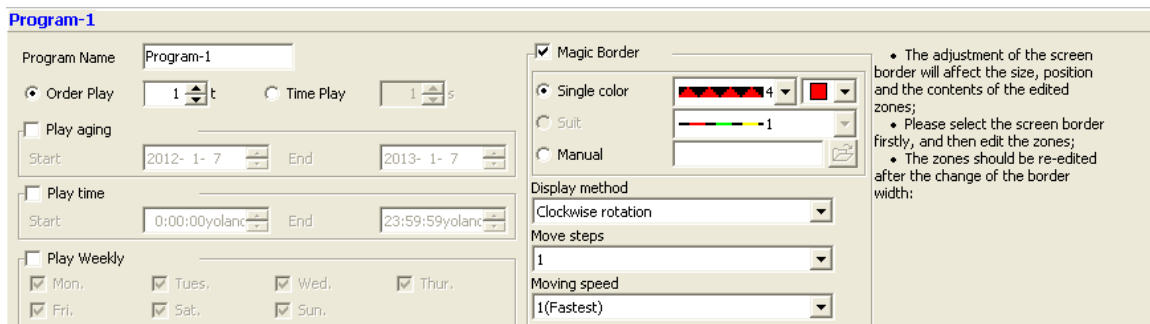 Program-1
Program Name Program-1
Order Play 1 t Time Play 1 s
Play aging
Start 2012- 1- 7 End 2013- 1- 7
Play time
Start 0:00:00yolanc End 23:59:59yolanc
Play Weekly
Mon. Tues. Wed. Thur.
Fri. Sat. Sun.
Magic Border
Single color 4
Suit 1
Manual
Display method
Clockwise rotation
Move steps
1
Moving speed
1(Fastest)
• The adjustment of the screen
border will affect the size, position
and the contents of the edited
zones;
• Please select the screen border
firstly, and then edit the zones;
• The zones should be re-edited
after the change of the border
width: